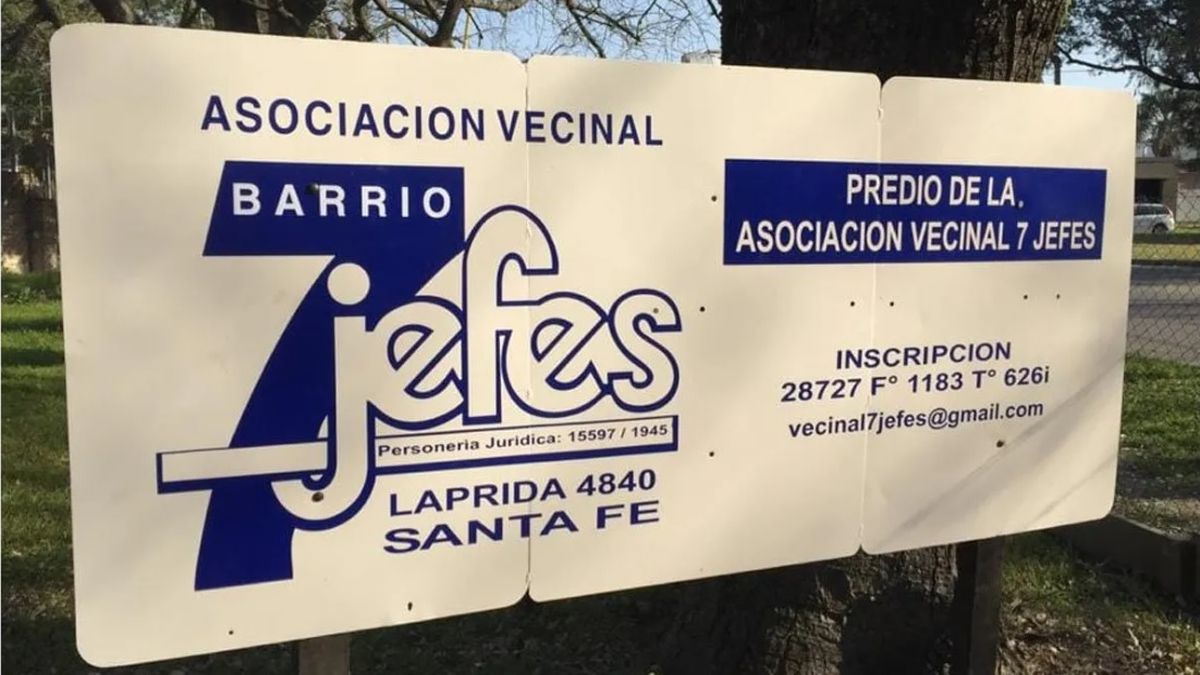 ASOCIACION VECINAL
BARRIO
7 jefes
Personeria Juridica: 15597 / 1945
LAPRIDA 4840
SANTA FE
PREDIO DE LA
ASOCIACION VECINAL 7 JEFES
INSCRIPCION
28727 F° 1183 T° 626i
vecinal7jefes@gmail.com